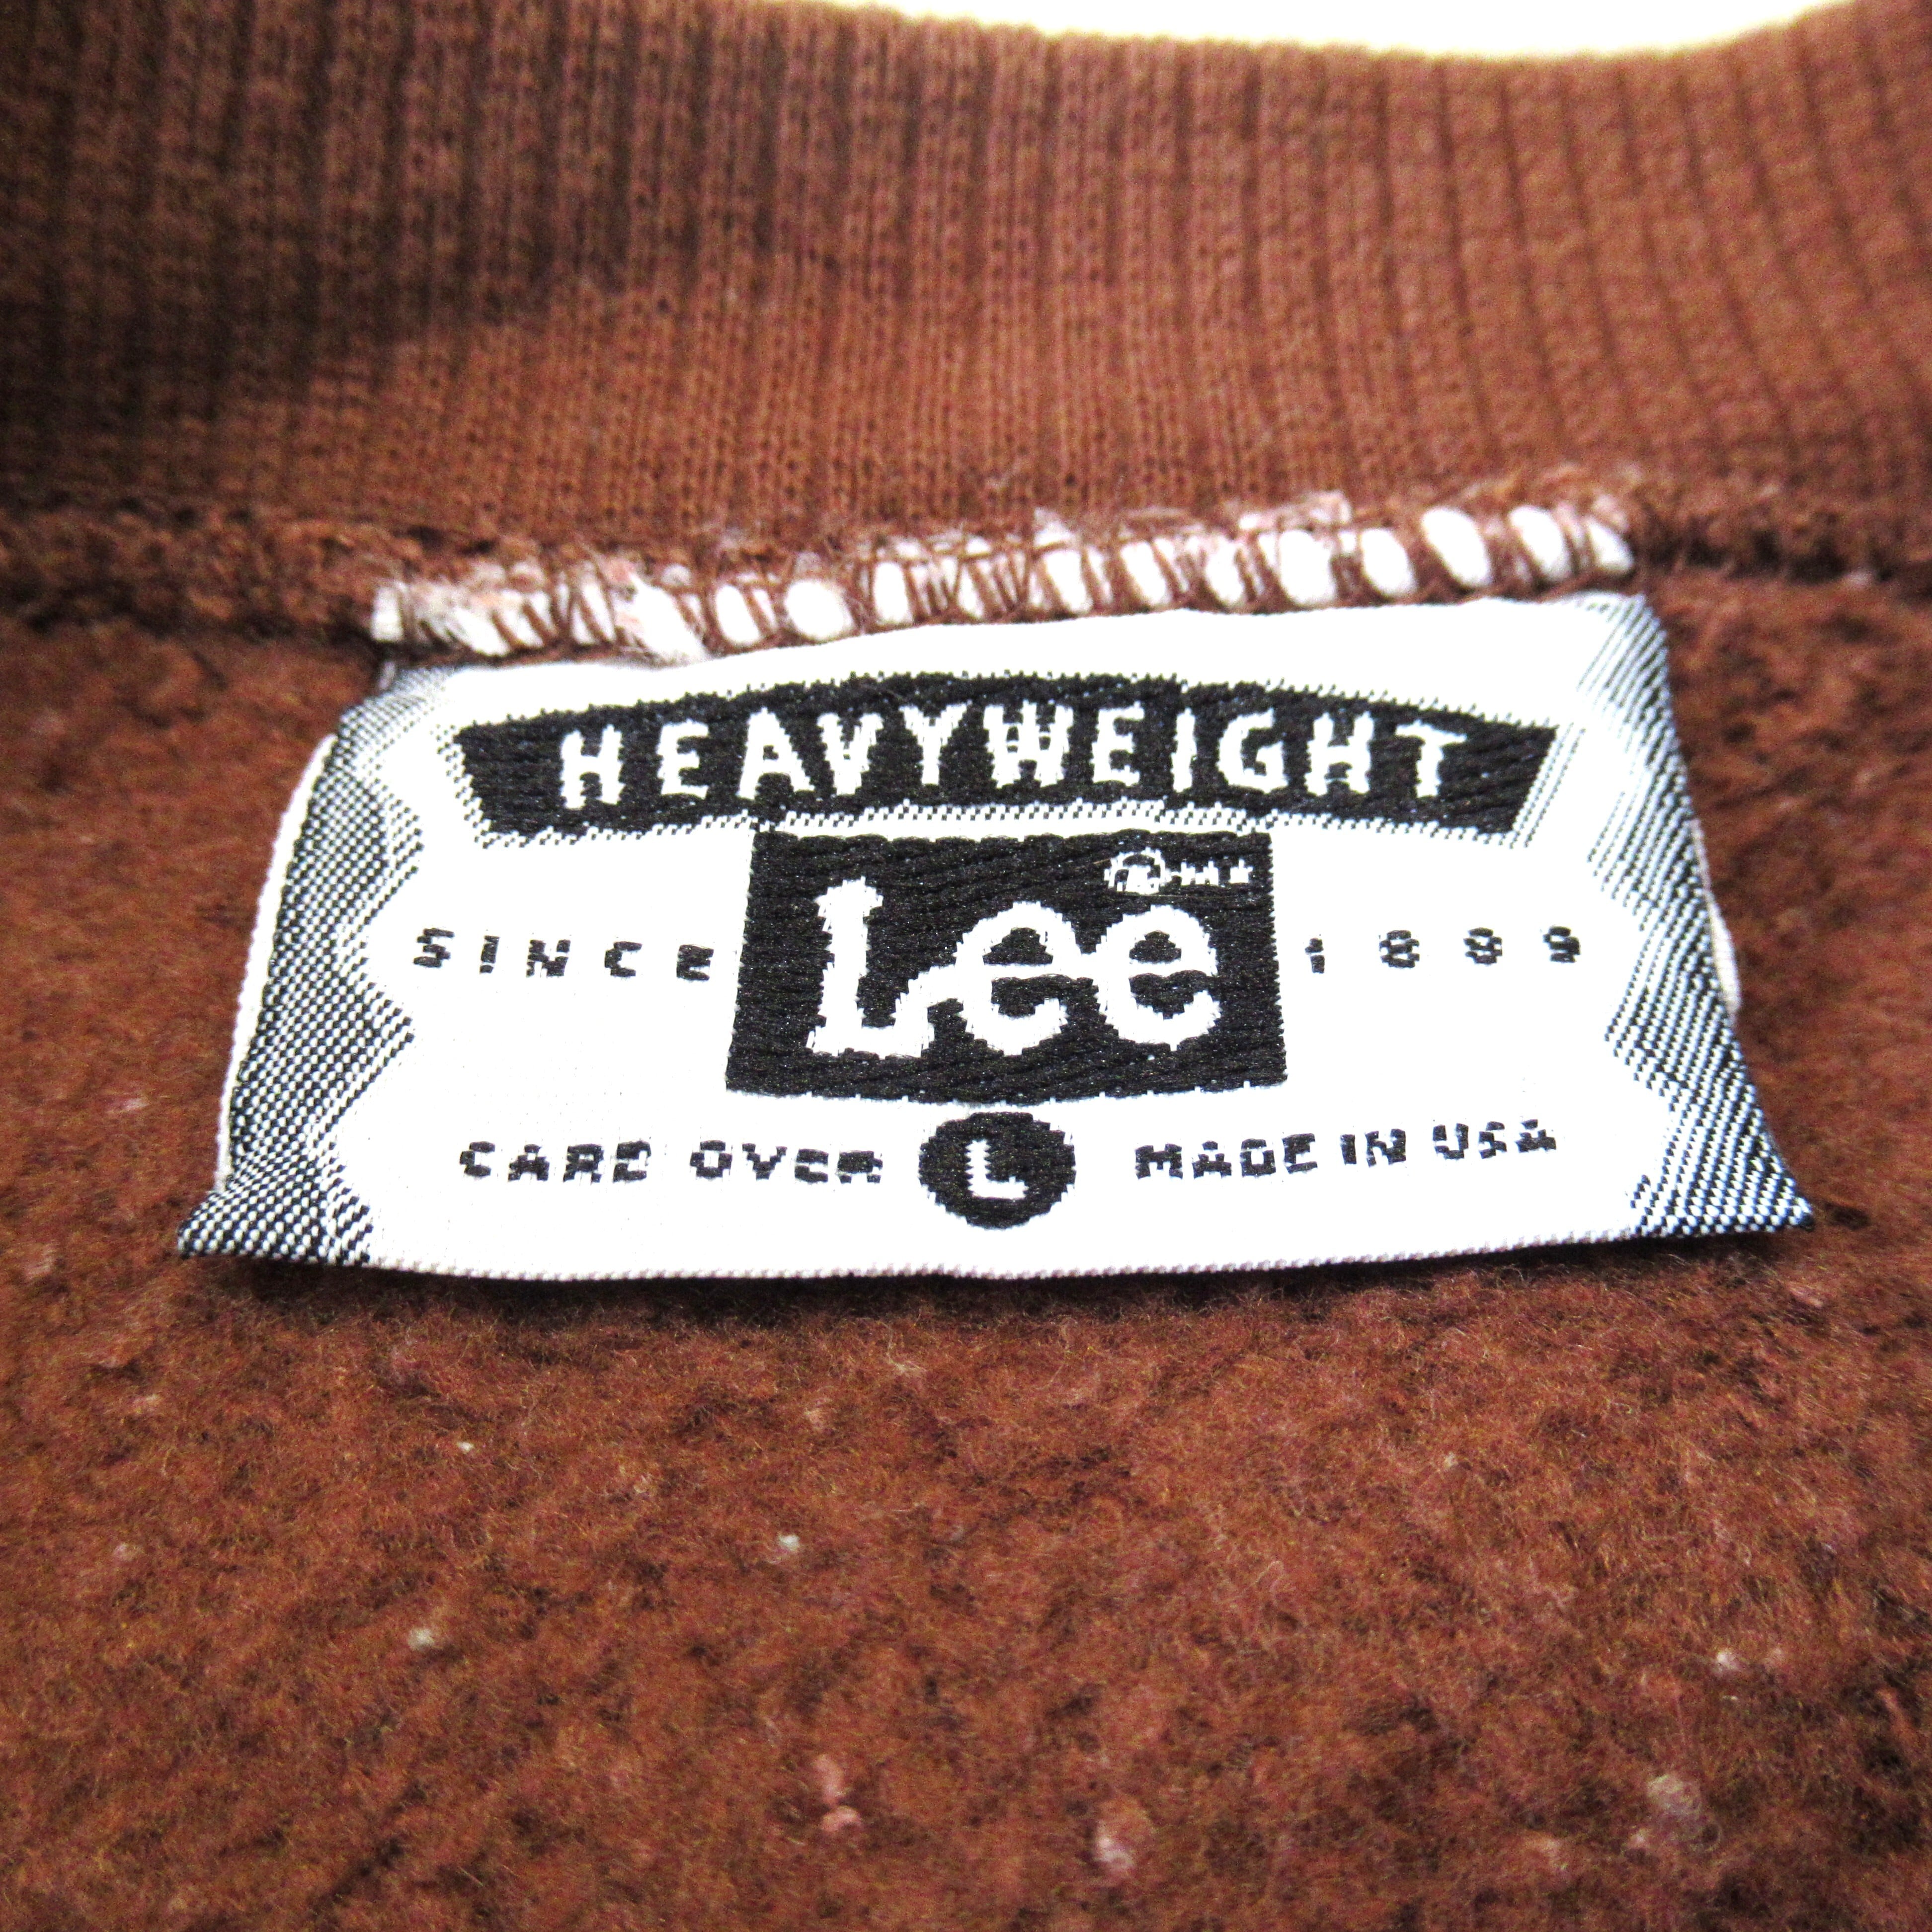 HEAVYWEIGHT
SINCE Lee 1889
CARE OVER L MADE IN USA